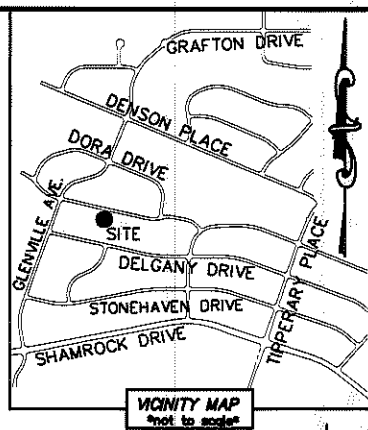 GRAFTON DRIVE
DENSON PLACE
DORA DRIVE
GLENVILLE AVE.
SITE
DELGANY DRIVE
TIPPERARY PLACE
STONEHAVEN DRIVE
SHAMROCK DRIVE
VICINITY MAP
*not to scale*